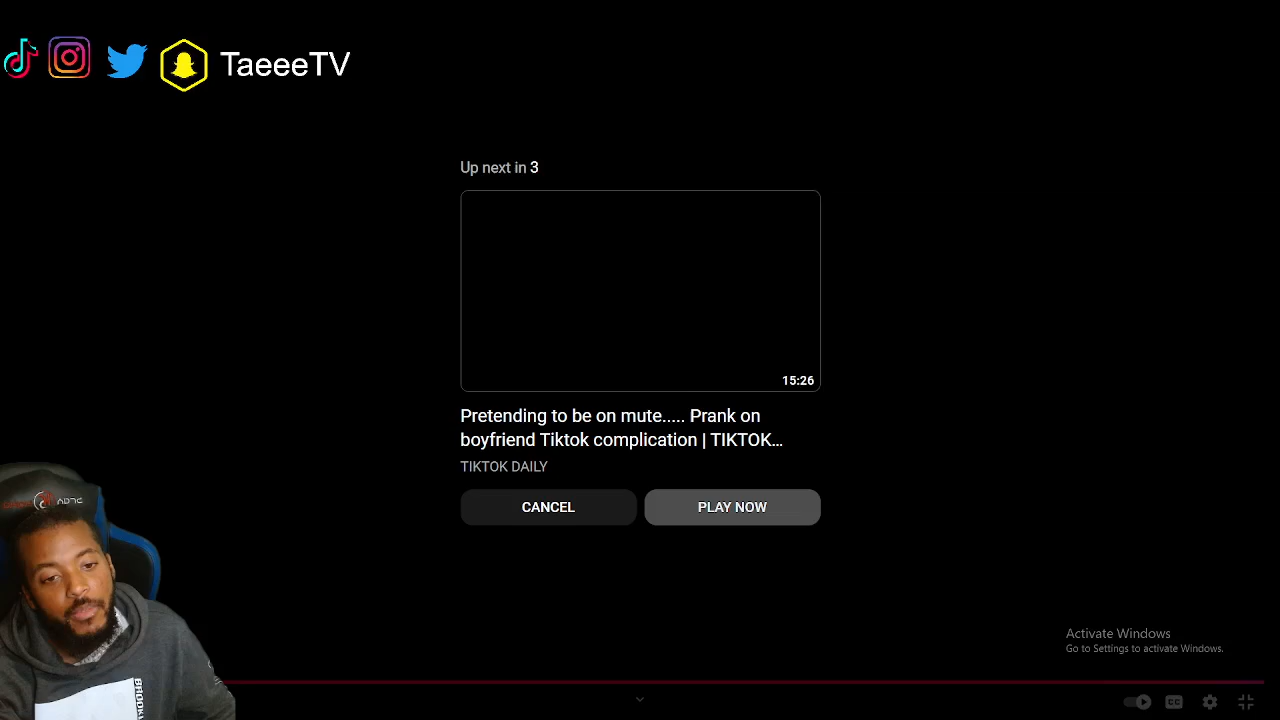 TaeeeTV
Up next in 3
15:26
Pretending to be on mute..... Prank on
boyfriend Tiktok complication | TIKTOK...
TIKTOK DAILY
CANCEL
PLAY NOW
Activate Windows
Go to Settings to activate Windows.
CC